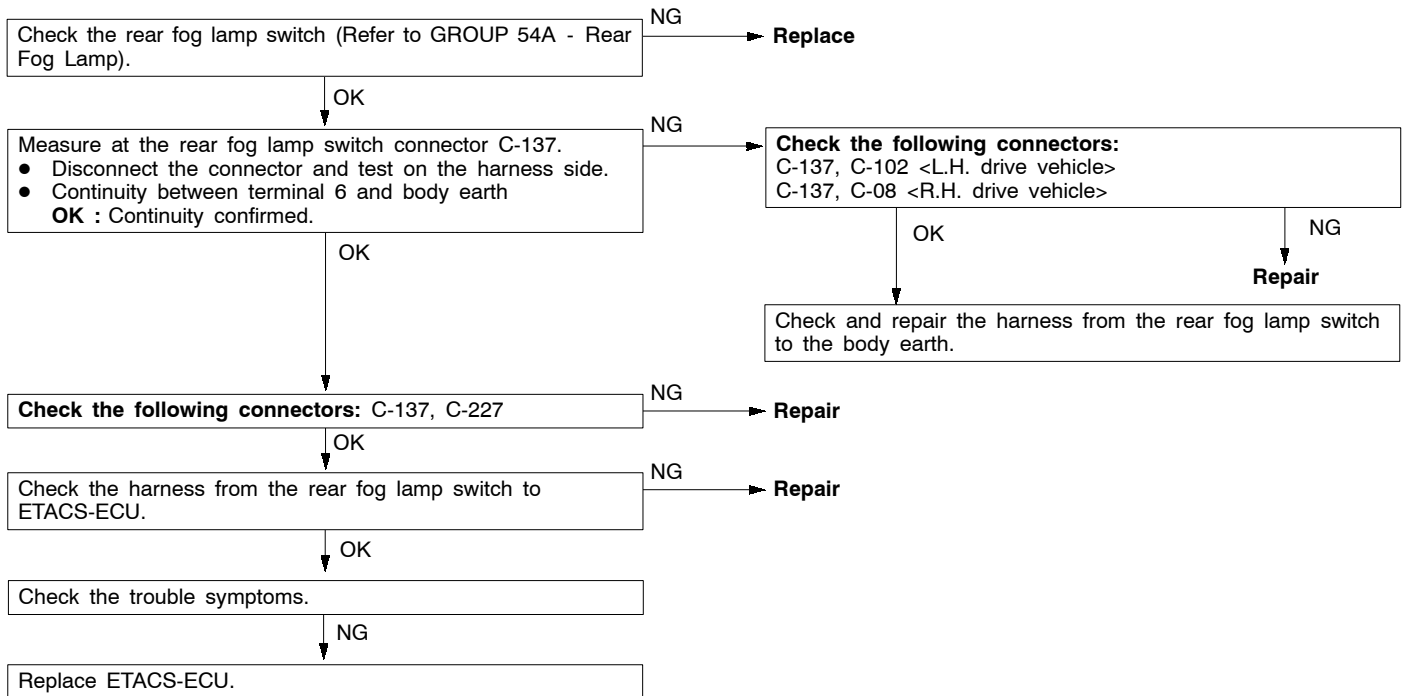 Check the rear fog lamp switch (Refer to GROUP 54A - Rear
Fog Lamp).
NG
Replace
OK
Measure at the rear fog lamp switch connector C-137.
● Disconnect the connector and test on the harness side.
● Continuity between terminal 6 and body earth
OK : Continuity confirmed.
NG
Check the following connectors:
C-137, C-102 <L.H. drive vehicle>
C-137, C-08 <R.H. drive vehicle>
OK
NG
Repair
Check and repair the harness from the rear fog lamp switch
to the body earth.
OK
Check the following connectors: C-137, C-227
NG
Repair
OK
Check the harness from the rear fog lamp switch to
ETACS-ECU.
NG
Repair
OK
Check the trouble symptoms.
NG
Replace ETACS-ECU.